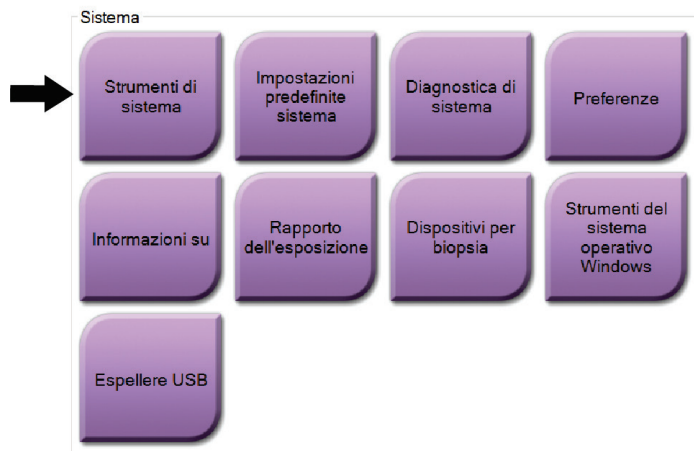 Sistema
Strumenti di
sistema
Impostazioni
predefinite
sistema
Diagnostica di
sistema
Preferenze
Informazioni su
Rapporto
dell'esposizione
Dispositivi per
biopsia
Strumenti del
sistema
operativo
Windows
Espellere USB